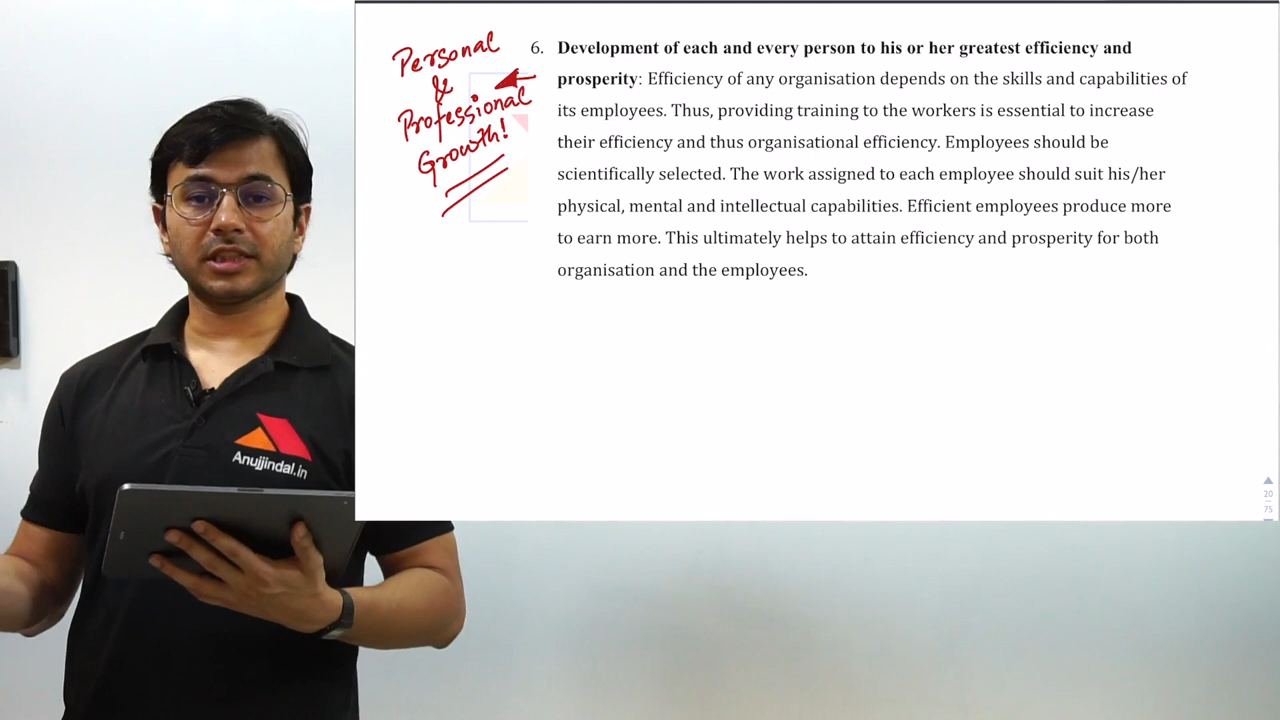 Personal
&
Professional
Growth!
6. Development of each and every person to his or her greatest efficiency and
prosperity: Efficiency of any organisation depends on the skills and capabilities of
its employees. Thus, providing training to the workers is essential to increase
their efficiency and thus organisational efficiency. Employees should be
scientifically selected. The work assigned to each employee should suit his/her
physical, mental and intellectual capabilities. Efficient employees produce more
to earn more. This ultimately helps to attain efficiency and prosperity for both
organisation and the employees.
Anujjindal.in
20
75